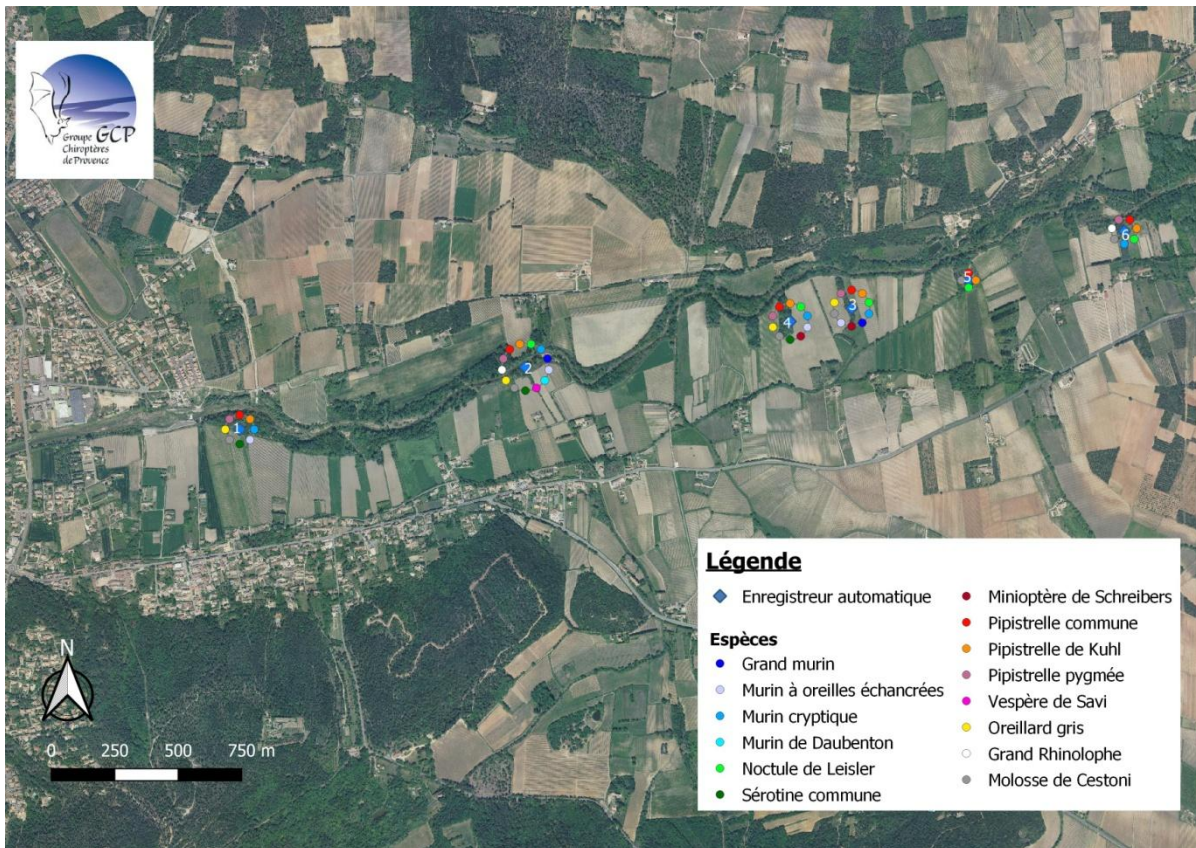 Groupe GCP
Chiroptères
de Provence
6
5
3
4
2
1
N
0 250 500 750 m
Légende
Enregistreur automatique
Espèces
Grand murin
Murin à oreilles échancrées
Murin cryptique
Murin de Daubenton
Noctule de Leisler
Sérotine commune
Minioptère de Schreibers
Pipistrelle commune
Pipistrelle de Kuhl
Pipistrelle pygmée
Vespère de Savi
Oreillard gris
Grand Rhinolophe
Molosse de Cestoni